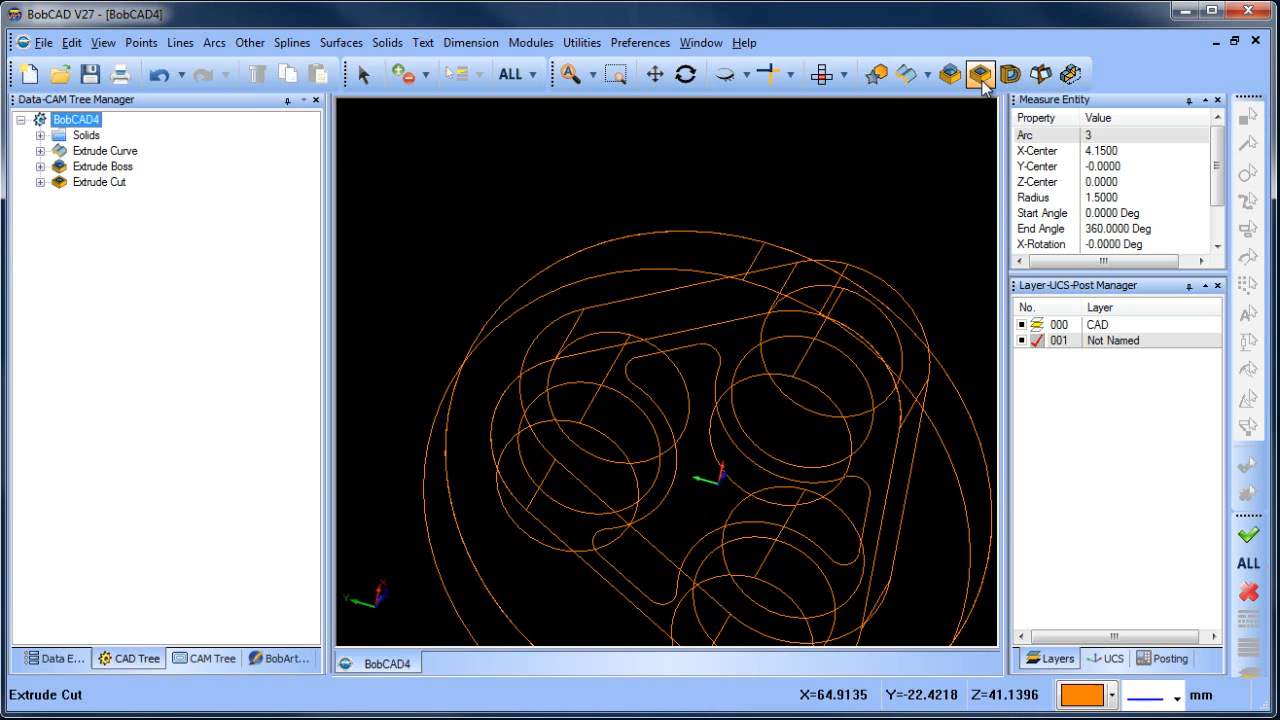 BobCAD V27 - [BobCAD4]
File Edit View Points Lines Arcs Other Splines Surfaces Solids Text Dimension Modules Utilities Preferences Window Help
ALL
Data-CAM Tree Manager
BobCAD4
Solids
Extrude Curve
Extrude Boss
Extrude Cut
Measure Entity
Property Value
Arc 3
X-Center 4.1500
Y-Center -0.0000
Z-Center 0.0000
Radius 1.5000
Start Angle 0.0000 Deg
End Angle 360.0000 Deg
X-Rotation -0.0000 Deg
Layer-UCS-Post Manager
No. Layer
000 CAD
001 Not Named
ALL
X
Y
Data E... CAD Tree CAM Tree BobArt...
BobCAD4
Layers UCS Posting
Extrude Cut
X=64.9135 Y=-22.4218 Z=41.1396 mm